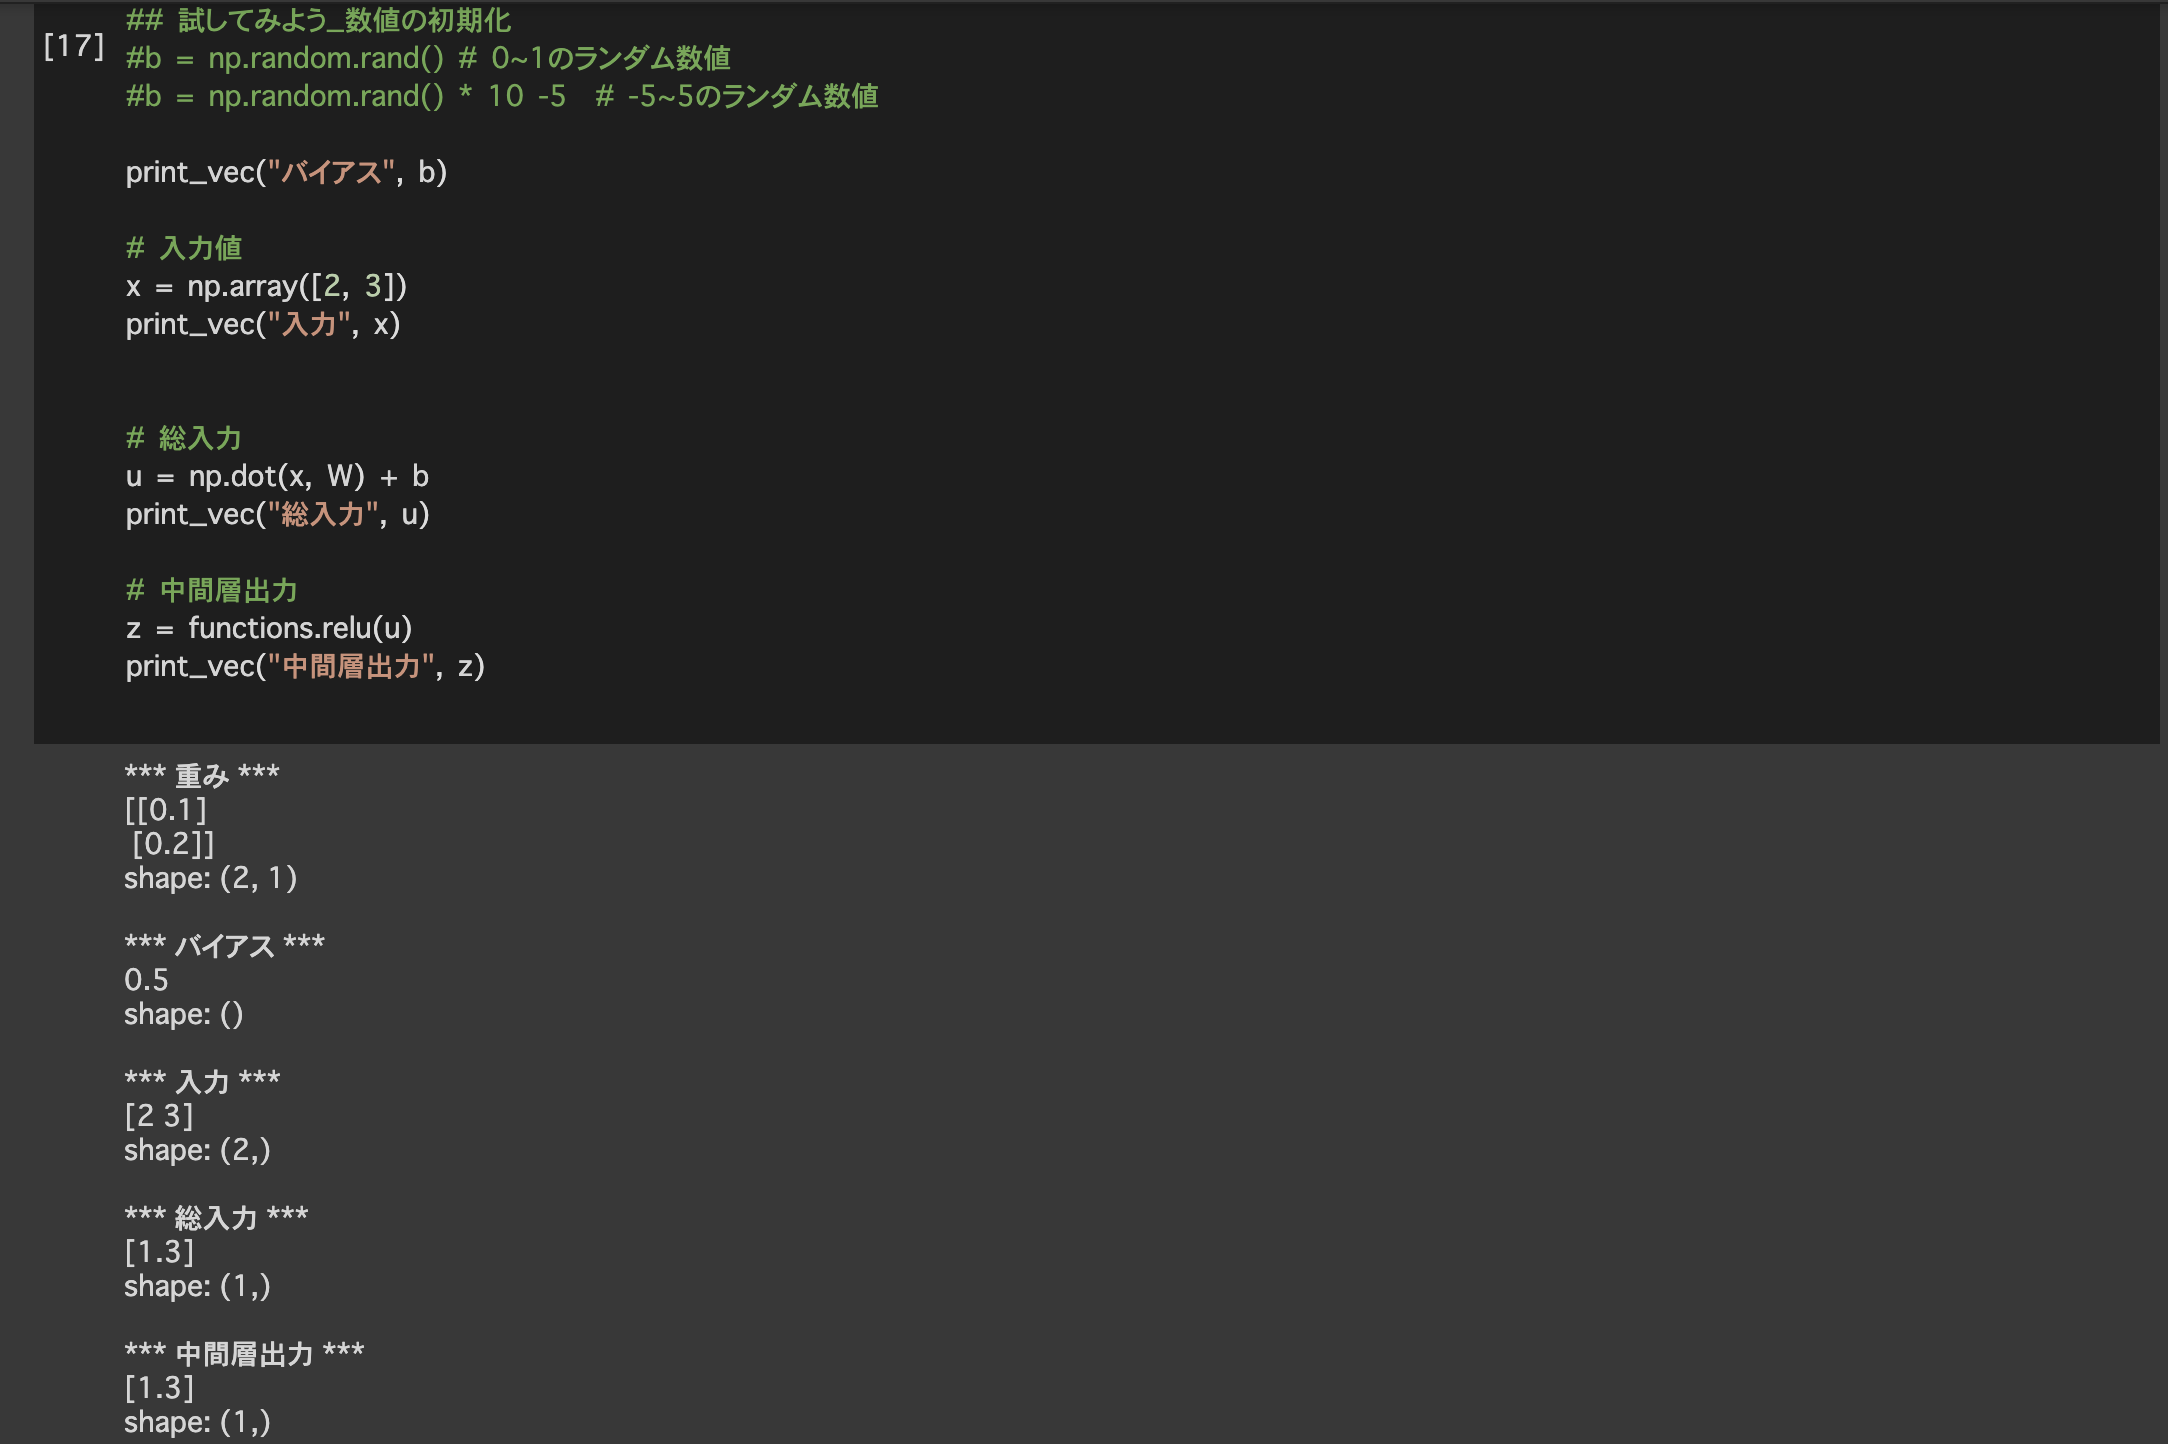 [17]
## 試してみよう_数値の初期化
#b = np.random.rand() # 0~1のランダム数値
#b = np.random.rand() * 10 -5  # -5~5のランダム数値
print_vec("バイアス", b)
# 入力値
x = np.array([2, 3])
print_vec("入力", x)
# 総入力
u = np.dot(x, W) + b
print_vec("総入力", u)
# 中間層出力
z = functions.relu(u)
print_vec("中間層出力", z)
*** 重み ***
[[0.1]
 [0.2]]
shape: (2, 1)
*** バイアス ***
0.5
shape: ()
*** 入力 ***
[2 3]
shape: (2,)
*** 総入力 ***
[1.3]
shape: (1,)
*** 中間層出力 ***
[1.3]
shape: (1,)